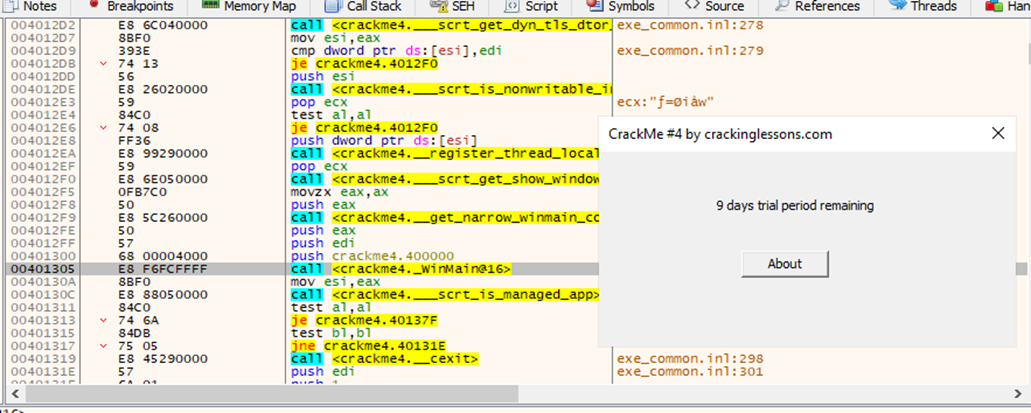 Notes Breakpoints Memory Map Call Stack SEH Script Symbols Source References Threads Han
004012D2 E8 6C040000 call <crackme4.___scrt_get_dyn_tls_dtor_ exe_common.inl:278
004012D7 8BF0 mov esi,eax
004012D9 393E cmp dword ptr ds:[esi],edi exe_common.inl:279
004012DB 74 13 je crackme4.4012F0
004012DD 56 push esi
004012DE E8 26020000 call <crackme4.___scrt_is_nonwritable_in
004012E3 59 pop ecx ecx:"ƒ=Øiåw"
004012E4 84C0 test al,al
004012E6 74 08 je crackme4.4012F0
004012E8 FF36 push dword ptr ds:[esi]
004012EA E8 99290000 call <crackme4.__register_thread_local
004012EF 59 pop ecx
004012F0 E8 6E050000 call <crackme4.___scrt_get_show_window
004012F5 0FB7C0 movzx eax,ax
004012F8 50 push eax
004012F9 E8 5C260000 call <crackme4.__get_narrow_winmain_co
004012FE 50 push eax
004012FF 57 push edi
00401300 68 00004000 push crackme4.400000
00401305 E8 F6FCFFFF call <crackme4._WinMain@16>
0040130A 8BF0 mov esi,eax
0040130C E8 88050000 call <crackme4.___scrt_is_managed_app>
00401311 84C0 test al,al
00401313 74 6A je crackme4.40137F
00401315 84DB test bl,bl
00401317 75 05 jne crackme4.40131E
00401319 E8 45290000 call <crackme4.__cexit> exe_common.inl:298
0040131E 57 push edi exe_common.inl:301
CrackMe #4 by crackinglessons.com
9 days trial period remaining
About